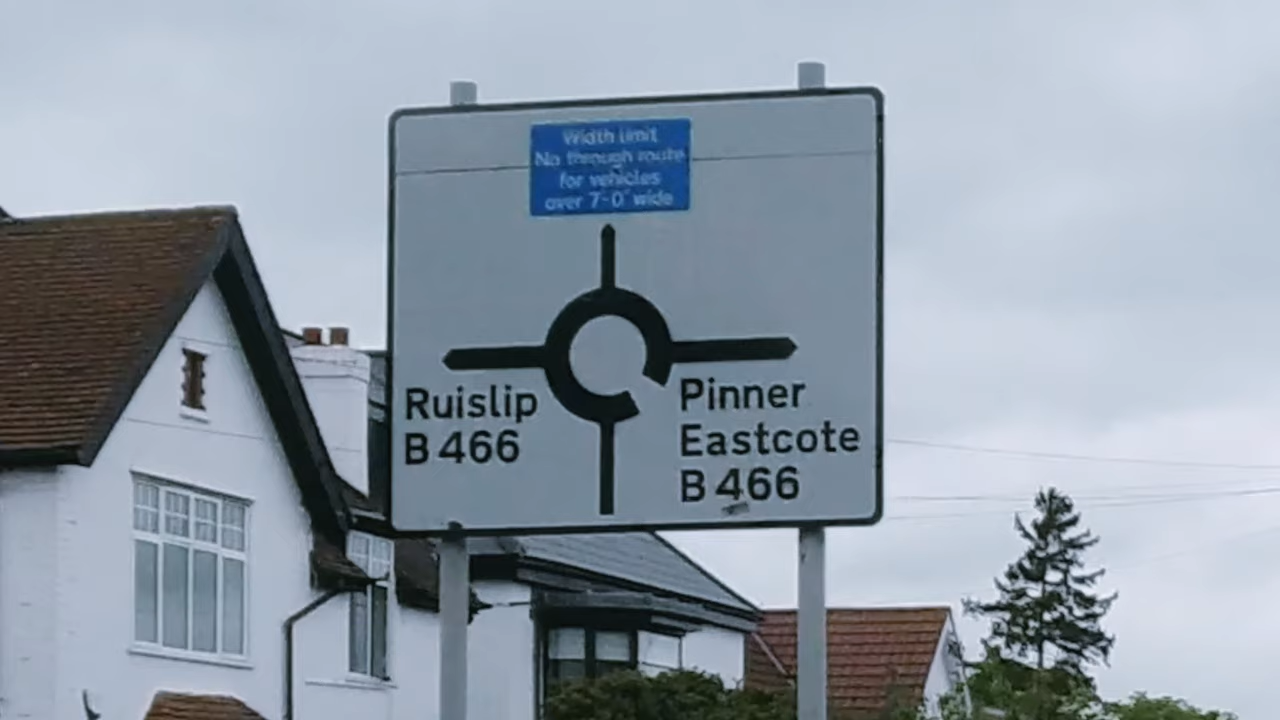 Width limit
No through route
for vehicles
over 7'-0" wide
Ruislip
B 466
Pinner
Eastcote
B 466